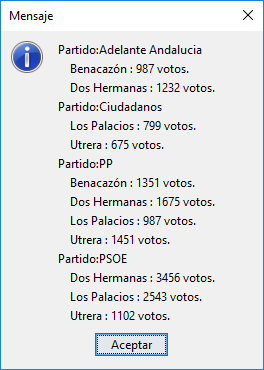 Mensaje
Partido:Adelante Andalucia
Benacazón : 987 votos.
Dos Hermanas : 1232 votos.
Partido:Ciudadanos
Los Palacios : 799 votos.
Utrera : 675 votos.
Partido:PP
Benacazón : 1351 votos.
Dos Hermanas : 1675 votos.
Los Palacios : 987 votos.
Utrera : 1451 votos.
Partido:PSOE
Dos Hermanas : 3456 votos.
Los Palacios : 2543 votos.
Utrera : 1102 votos.
Aceptar